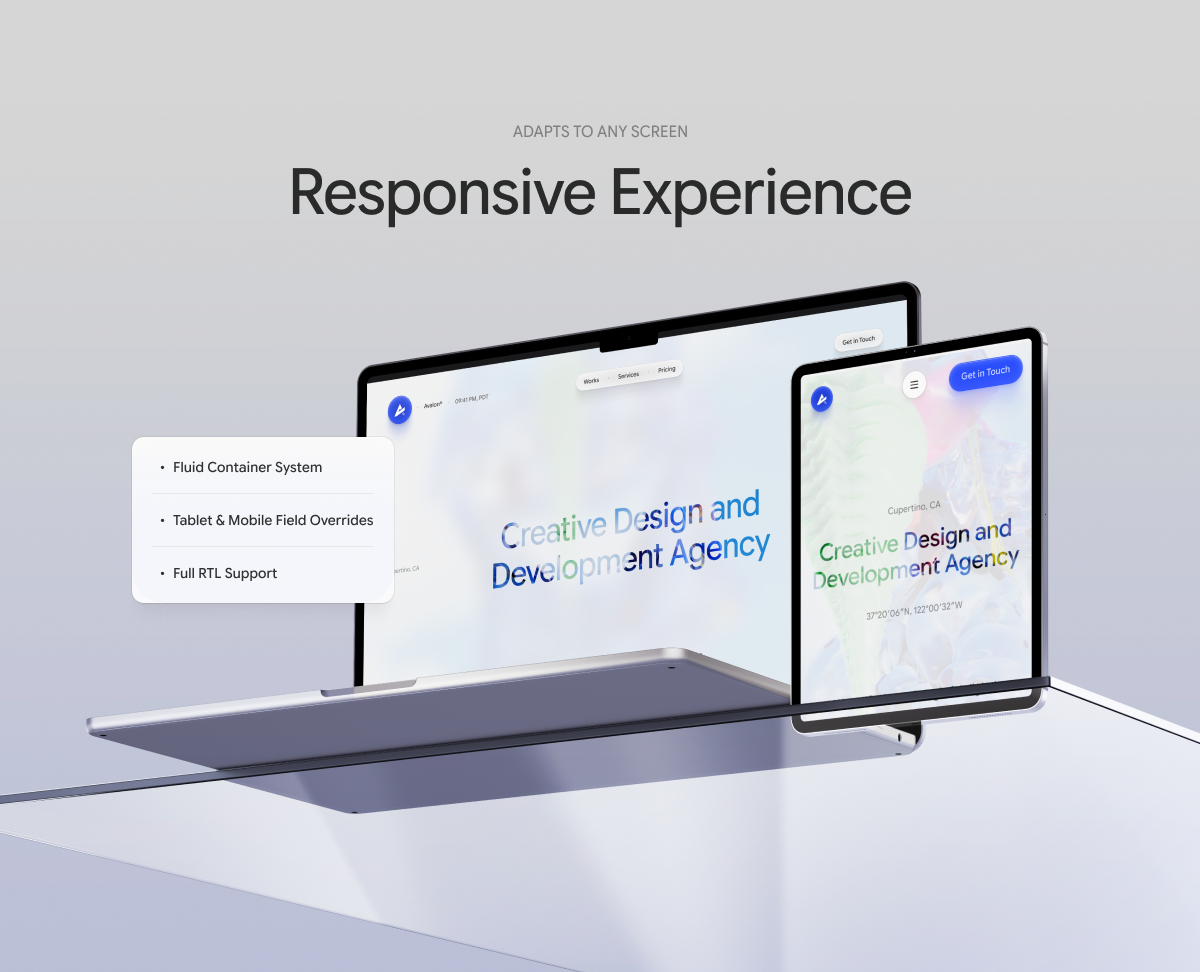 ADAPTS TO ANY SCREEN
Responsive Experience
Get in Touch
Works · Services · Pricing
Avalon® · 09:41 PM, PDT
Creative Design and
Development Agency
Get in Touch
Cupertino, CA
Creative Design and
Development Agency
37°20'06"N, 122°00'32"W
• Fluid Container System
• Tablet & Mobile Field Overrides
• Full RTL Support